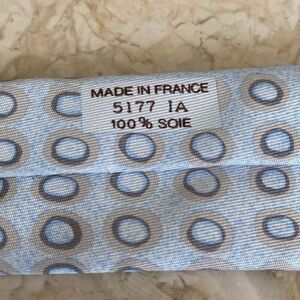 MADE IN FRANCE
5177 IA
100% SOIE